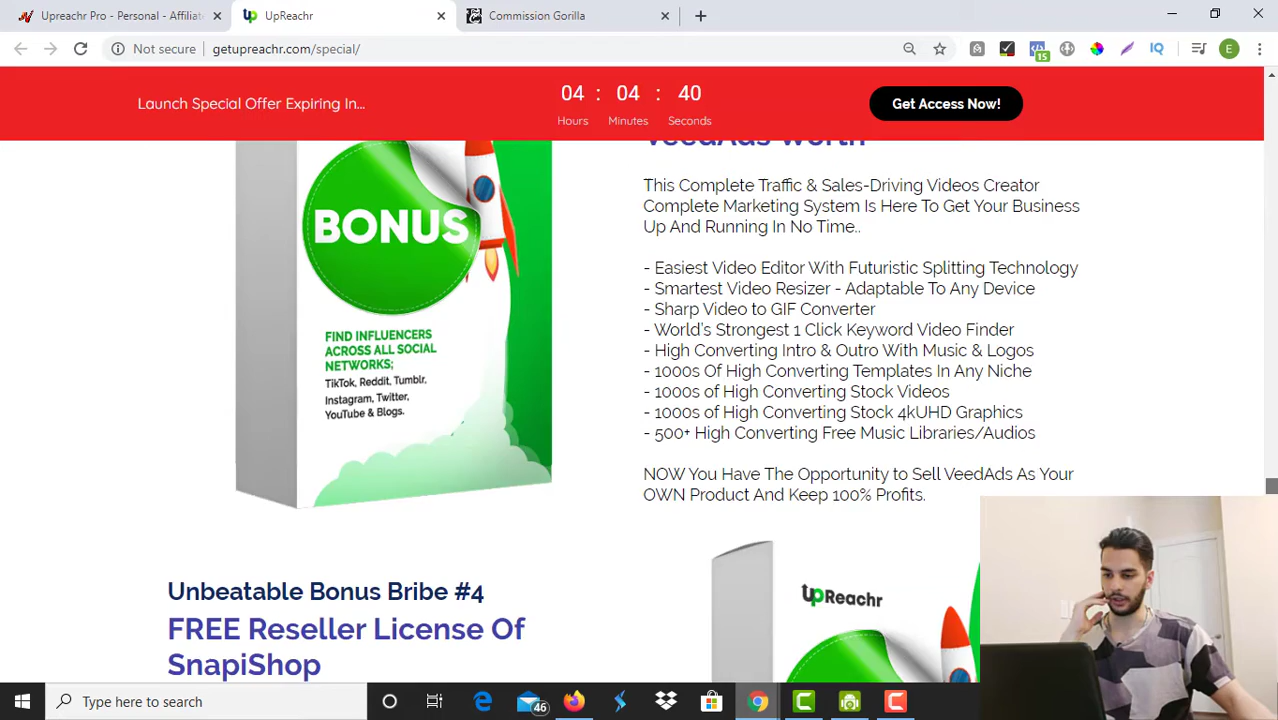 Upreachr Pro - Personal - Affiliate
UpReachr
Commission Gorilla
Not secure
getupreachr.com/special/
15
IQ
E
Launch Special Offer Expiring In...
04 : 04 : 40
Hours Minutes Seconds
Get Access Now!
VeedAds Worth
This Complete Traffic & Sales-Driving Videos Creator
Complete Marketing System Is Here To Get Your Business
Up And Running In No Time..
- Easiest Video Editor With Futuristic Splitting Technology
- Smartest Video Resizer - Adaptable To Any Device
- Sharp Video to GIF Converter
- World's Strongest 1 Click Keyword Video Finder
- High Converting Intro & Outro With Music & Logos
- 1000s Of High Converting Templates In Any Niche
- 1000s of High Converting Stock Videos
- 1000s of High Converting Stock 4kUHD Graphics
- 500+ High Converting Free Music Libraries/Audios
NOW You Have The Opportunity to Sell VeedAds As Your
OWN Product And Keep 100% Profits.
BONUS
FIND INFLUENCERS
ACROSS ALL SOCIAL
NETWORKS;
TikTok, Reddit, Tumblr,
Instagram, Twitter,
YouTube & Blogs.
Unbeatable Bonus Bribe #4
FREE Reseller License Of
SnapiShop
upReachr
Type here to search
46